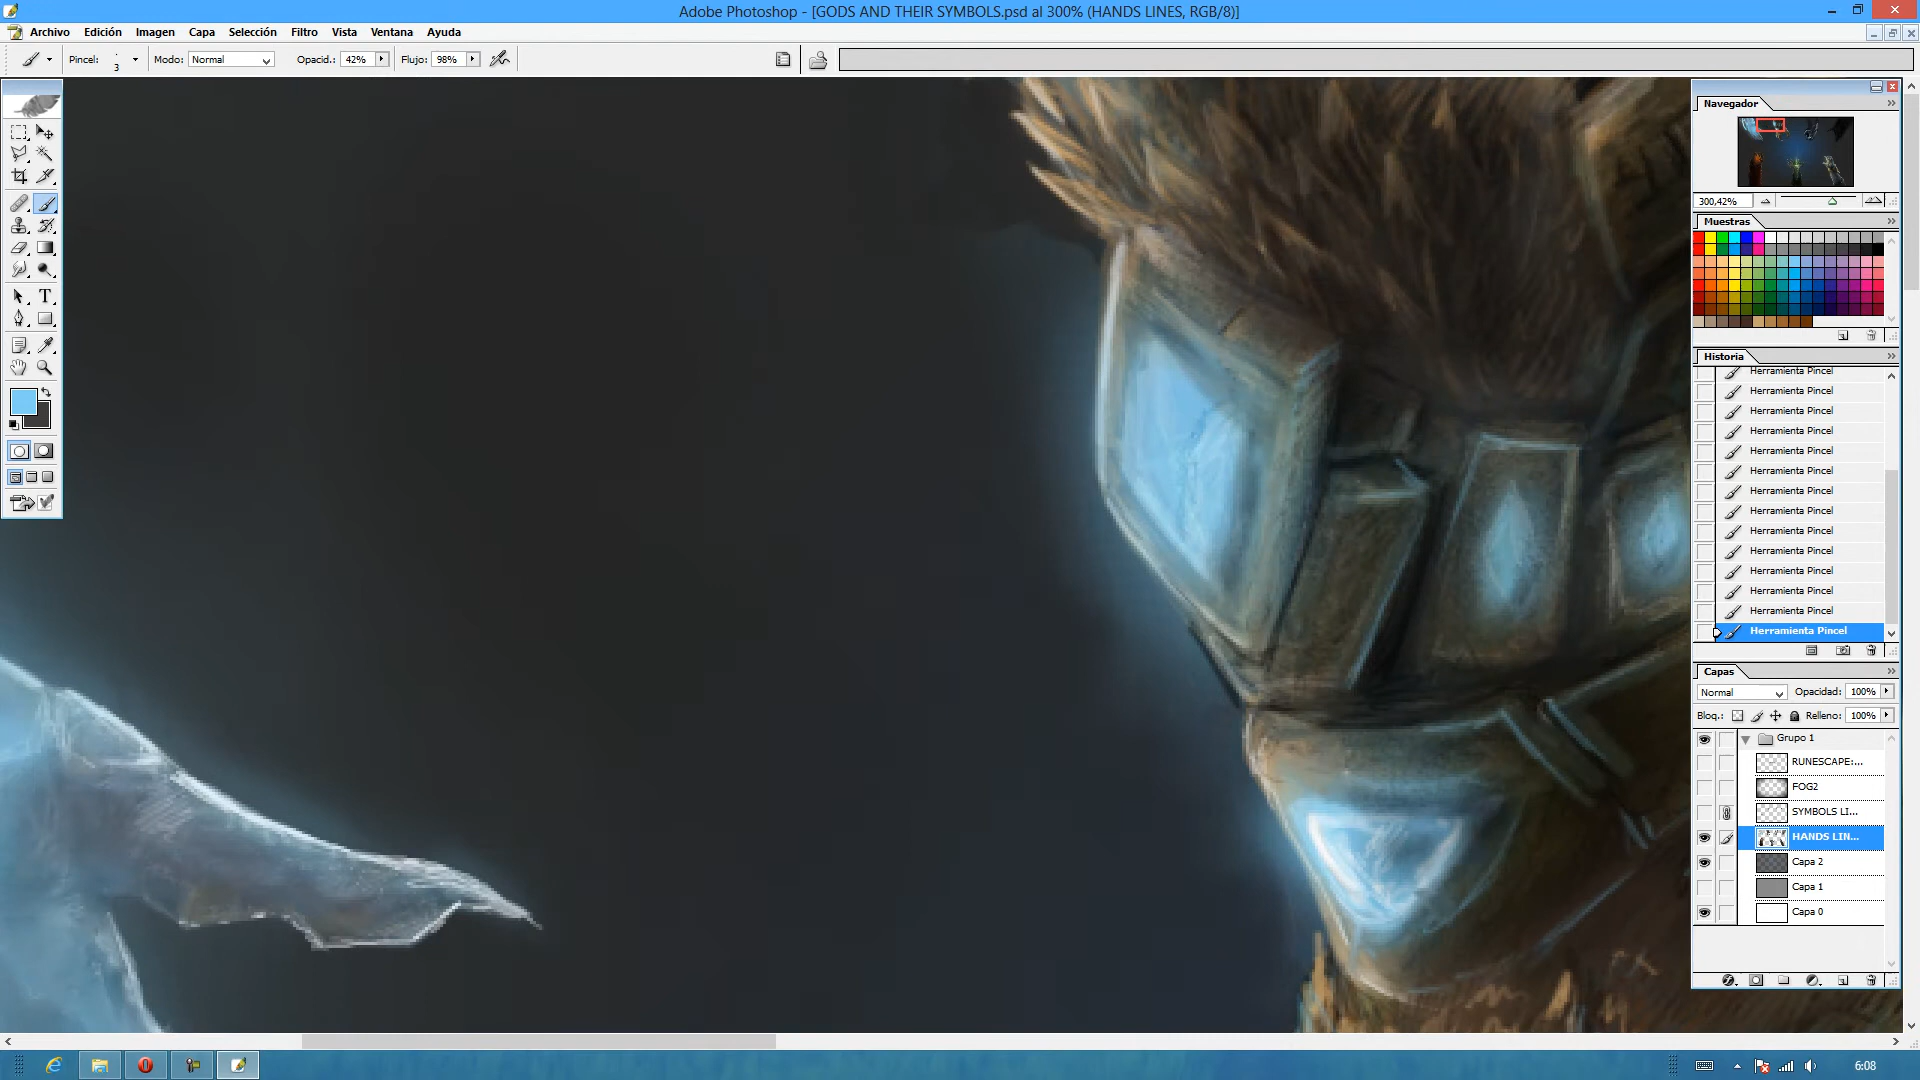 Adobe Photoshop - [GODS AND THEIR SYMBOLS.psd al 300% (HANDS LINES, RGB/8)]
Archivo Edición Imagen Capa Selección Filtro Vista Ventana Ayuda
Pincel: 3 Modo: Normal Opacid.: 42% Flujo: 98%
Navegador
300,42%
Muestras
Historia
Herramienta Pincel
Herramienta Pincel
Herramienta Pincel
Herramienta Pincel
Herramienta Pincel
Herramienta Pincel
Herramienta Pincel
Herramienta Pincel
Herramienta Pincel
Herramienta Pincel
Herramienta Pincel
Herramienta Pincel
Herramienta Pincel
Herramienta Pincel
Capas
Normal Opacidad: 100%
Bloq.: Relleno: 100%
Grupo 1
RUNESCAPE:...
FOG2
SYMBOLS LI...
HANDS LIN...
Capa 2
Capa 1
Capa 0
6:08